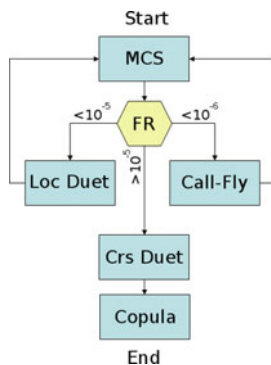 Start
MCS
FR
<10⁻⁵
<10⁻⁶
>10⁻⁵
Loc Duet
Call-Fly
Crs Duet
Copula
End